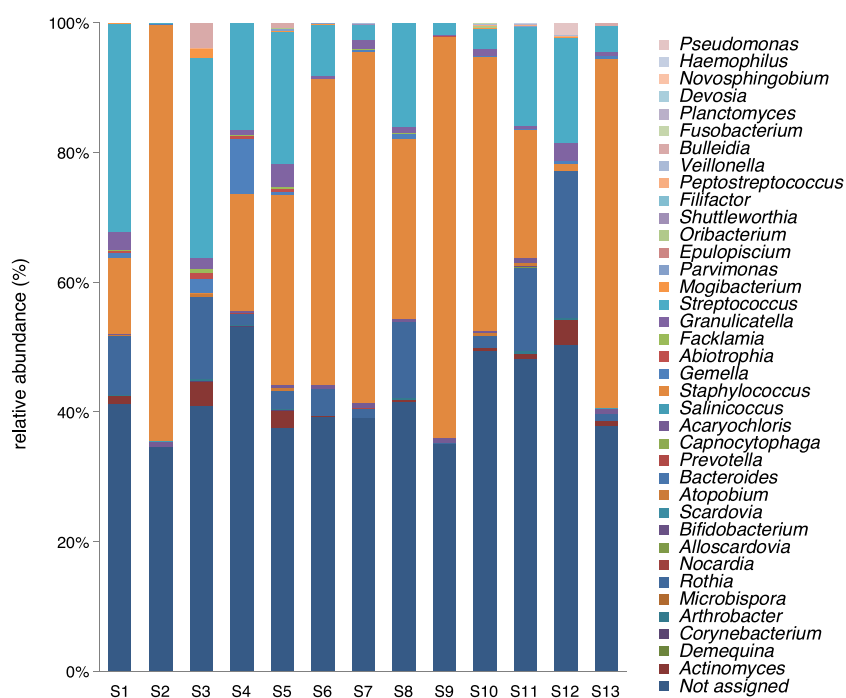 100%
80%
60%
40%
20%
0%
relative abundance (%)
S1 S2 S3 S4 S5 S6 S7 S8 S9 S10 S11 S12 S13
Pseudomonas
Haemophilus
Novosphingobium
Devosia
Planctomyces
Fusobacterium
Bulleidia
Veillonella
Peptostreptococcus
Filifactor
Shuttleworthia
Oribacterium
Epulopiscium
Parvimonas
Mogibacterium
Streptococcus
Granulicatella
Facklamia
Abiotrophia
Gemella
Staphylococcus
Salinicoccus
Acaryochloris
Capnocytophaga
Prevotella
Bacteroides
Atopobium
Scardovia
Bifidobacterium
Alloscardovia
Nocardia
Rothia
Microbispora
Arthrobacter
Corynebacterium
Demequina
Actinomyces
Not assigned